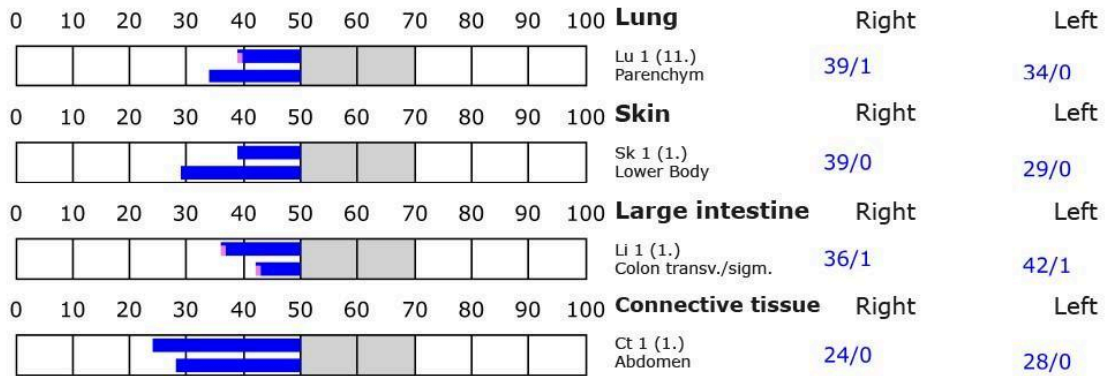 0 10 20 30 40 50 60 70 80 90 100 Lung Right Left
Lu 1 (11.)
Parenchym
39/1 34/0
0 10 20 30 40 50 60 70 80 90 100 Skin Right Left
Sk 1 (1.)
Lower Body
39/0 29/0
0 10 20 30 40 50 60 70 80 90 100 Large intestine Right Left
Li 1 (1.)
Colon transv./sigm.
36/1 42/1
0 10 20 30 40 50 60 70 80 90 100 Connective tissue Right Left
Ct 1 (1.)
Abdomen
24/0 28/0